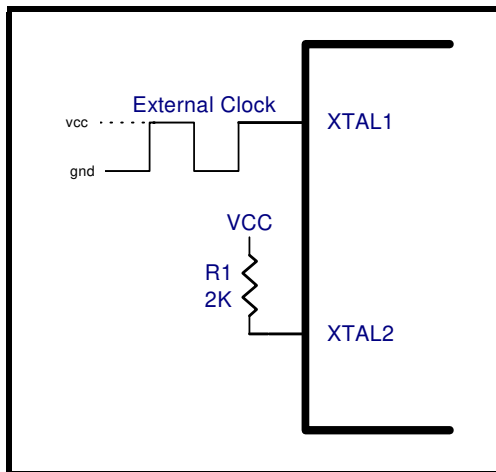 External Clock
vcc
XTAL1
gnd
VCC
R1
2K
XTAL2